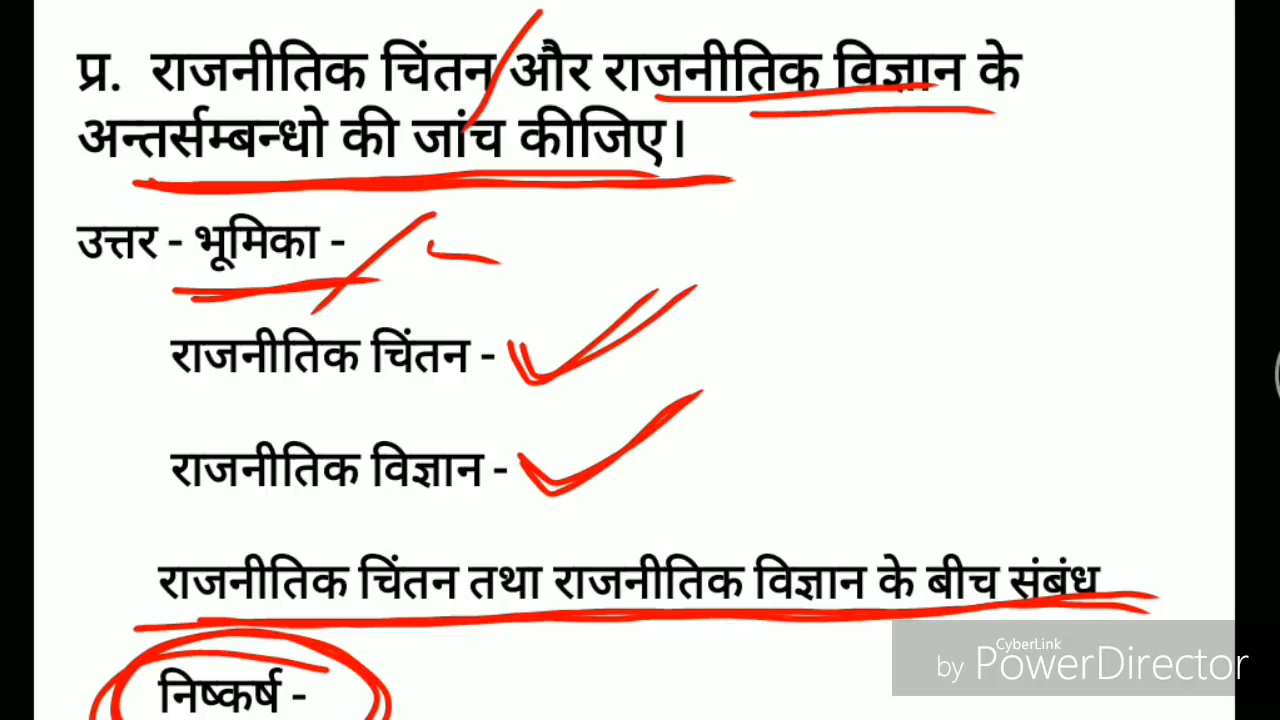 प्र. राजनीतिक चिंतन और राजनीतिक विज्ञान के
अन्तर्सम्बन्धो की जांच कीजिए।
उत्तर - भूमिका -
राजनीतिक चिंतन -
राजनीतिक विज्ञान -
राजनीतिक चिंतन तथा राजनीतिक विज्ञान के बीच संबंध
निष्कर्ष -
CyberLink
by PowerDirector